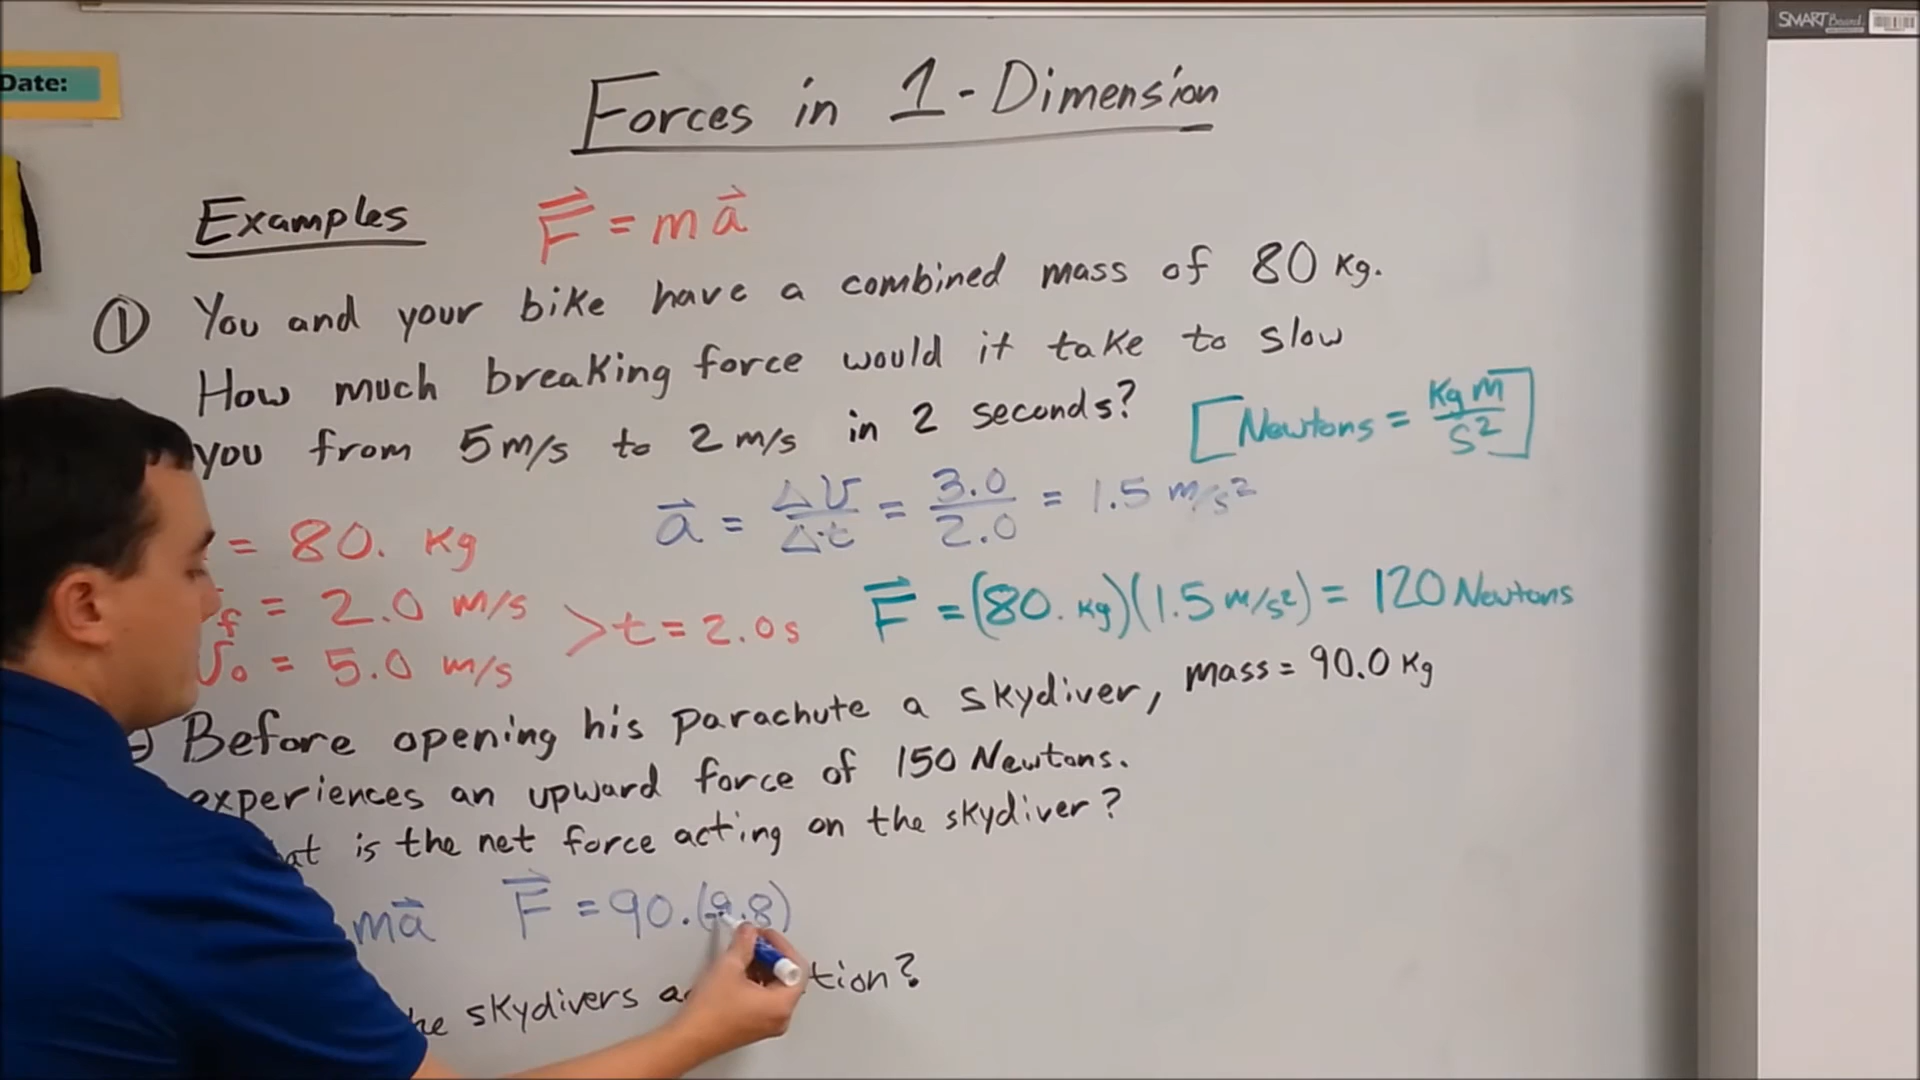 SMART Board
Date:
Forces in 1-Dimension
Examples F = ma
① You and your bike have a combined mass of 80 Kg.
How much breaking force would it take to slow
you from 5 m/s to 2 m/s in 2 seconds?
[Newtons = Kg m / s²]
a = ΔV/Δt = 3.0/2.0 = 1.5 m/s²
= 80. Kg
f = 2.0 m/s
V₀ = 5.0 m/s
> t = 2.0 s
F = (80. Kg)(1.5 m/s²) = 120 Newtons
Before opening his parachute a skydiver, mass = 90.0 Kg
experiences an upward force of 150 Newtons.
is the net force acting on the skydiver?
ma F = 90.(9.8)
skydivers